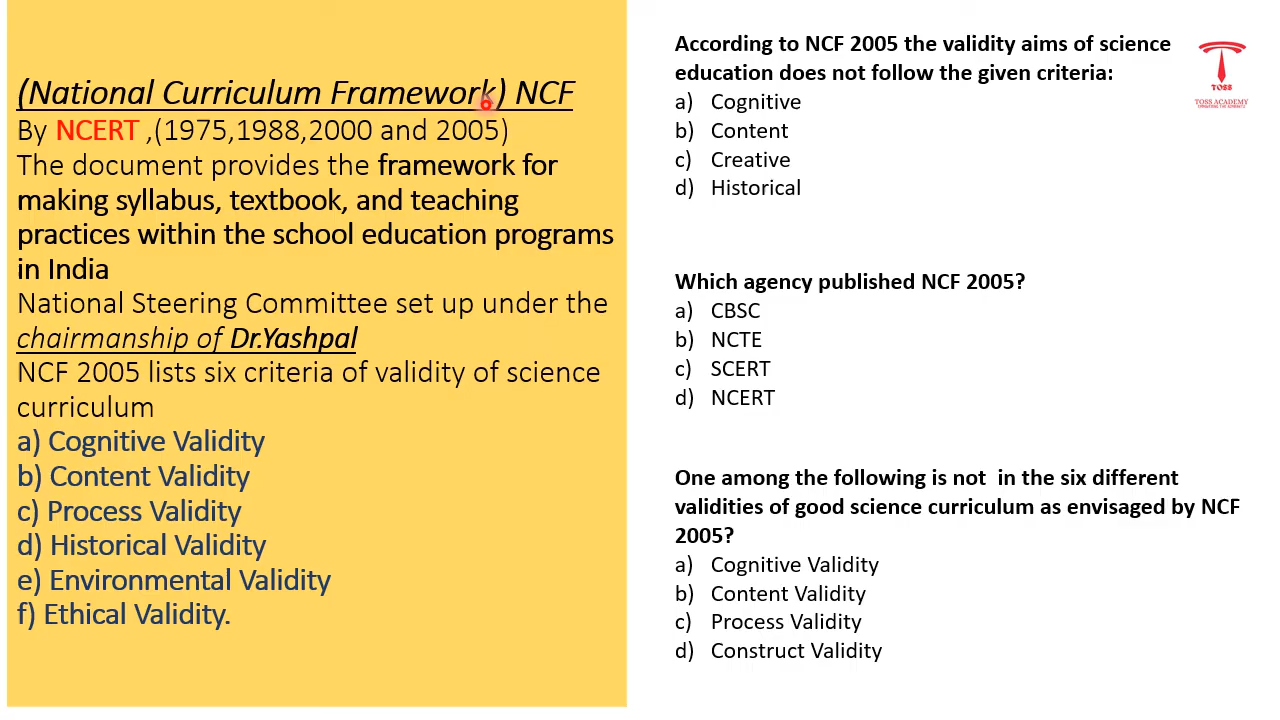 (National Curriculum Framework) NCF
By NCERT ,(1975,1988,2000 and 2005)
The document provides the framework for
making syllabus, textbook, and teaching
practices within the school education programs
in India
National Steering Committee set up under the
chairmanship of Dr.Yashpal
NCF 2005 lists six criteria of validity of science
curriculum
a) Cognitive Validity
b) Content Validity
c) Process Validity
d) Historical Validity
e) Environmental Validity
f) Ethical Validity.
According to NCF 2005 the validity aims of science
education does not follow the given criteria:
a) Cognitive
b) Content
c) Creative
d) Historical
Which agency published NCF 2005?
a) CBSC
b) NCTE
c) SCERT
d) NCERT
One among the following is not in the six different
validities of good science curriculum as envisaged by NCF
2005?
a) Cognitive Validity
b) Content Validity
c) Process Validity
d) Construct Validity
TOSS
TOSS ACADEMY